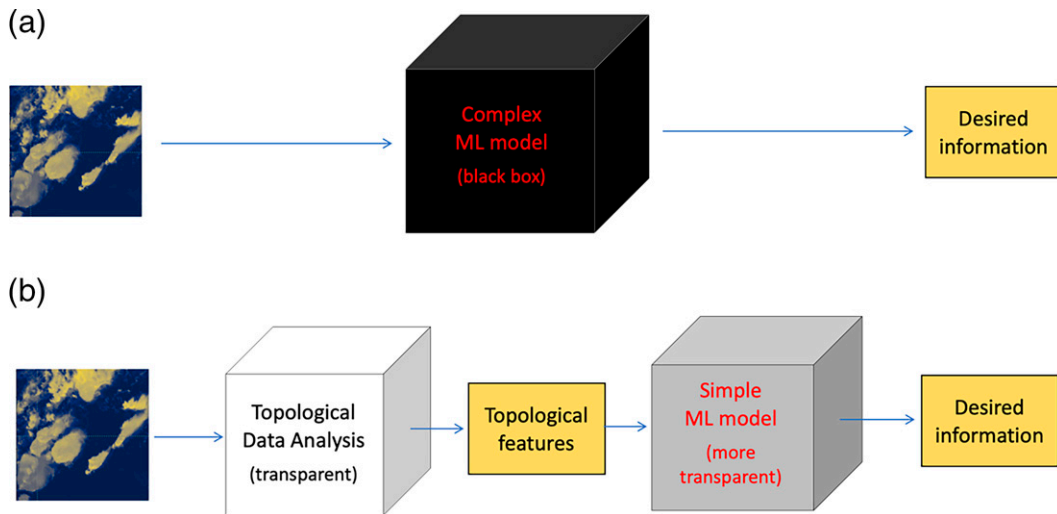 (a)
Complex
ML model
(black box)
Desired
information
(b)
Topological
Data Analysis
(transparent)
Topological
features
Simple
ML model
(more
transparent)
Desired
information